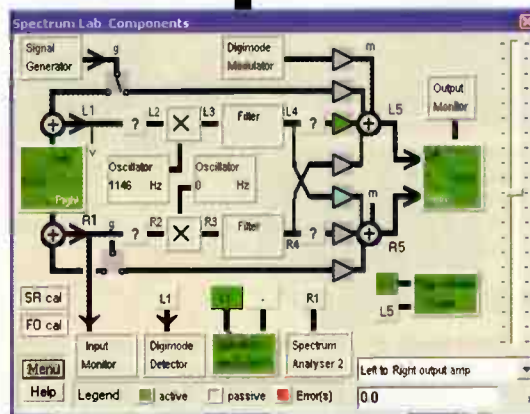 Spectrum Lab Components
Signal Generator
g
Digimode Modulator
m
L1
?
L2
L3
Filter
L4
?
L5
Output Monitor
Oscillator 1146 Hz
Oscillator 0 Hz
Right
m
R1
g
?
R2
R3
Filter
R4
?
R5
SR cal
L1
R1
L5
FO cal
Input Monitor
Digimode Detector
Spectrum Analyser 2
Left to Right output amp
Menu
Help
Legend
active
passive
Error(s)
0.0